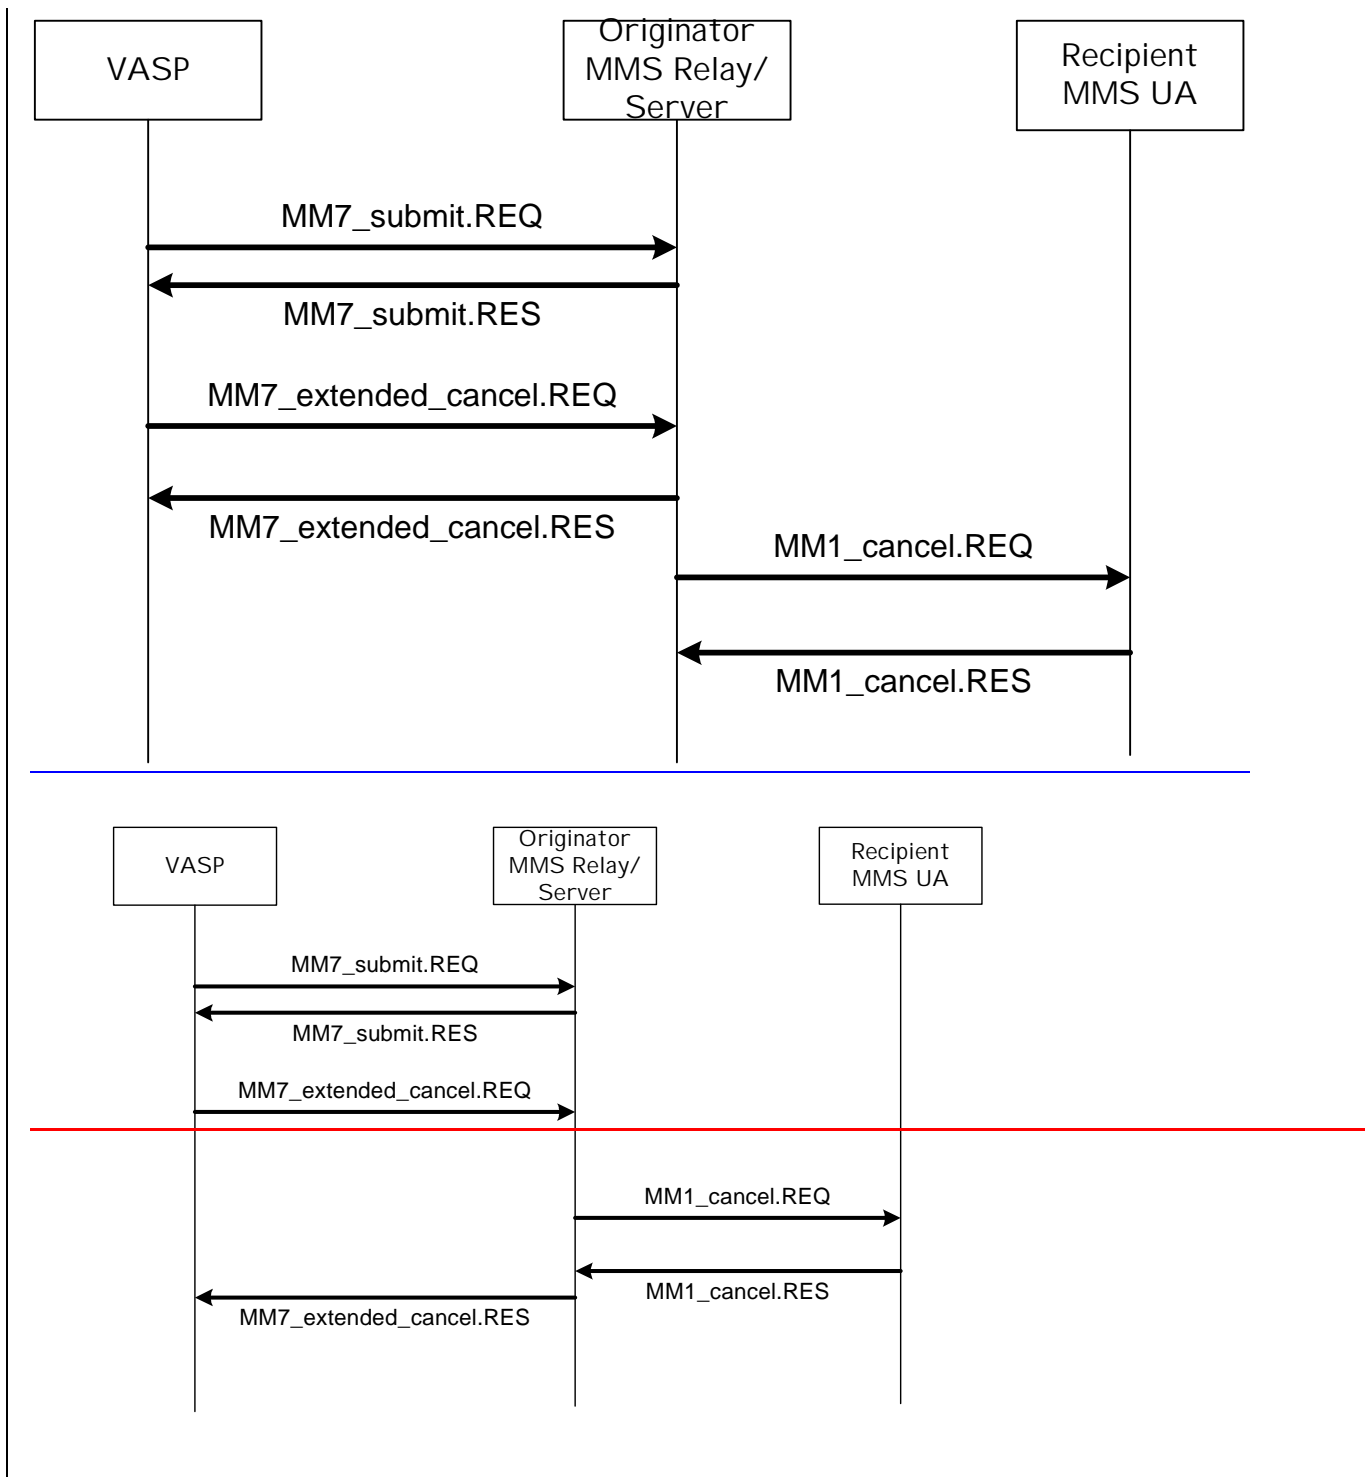 VASP
Originator
MMS Relay/
Server
Recipient
MMS UA
MM7_submit.REQ
MM7_submit.RES
MM7_extended_cancel.REQ
MM7_extended_cancel.RES
MM1_cancel.REQ
MM1_cancel.RES
VASP
Originator
MMS Relay/
Server
Recipient
MMS UA
MM7_submit.REQ
MM7_submit.RES
MM7_extended_cancel.REQ
MM1_cancel.REQ
MM1_cancel.RES
MM7_extended_cancel.RES